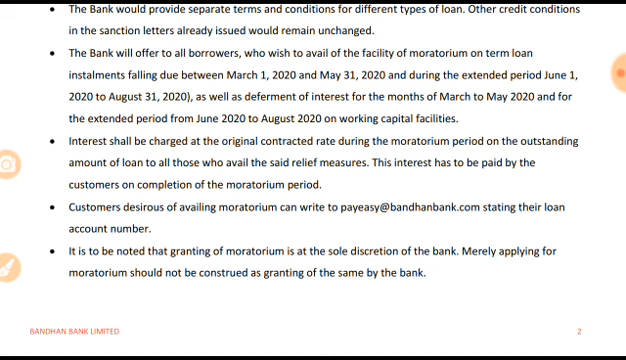 • The Bank would provide separate terms and conditions for different types of loan. Other credit conditions
in the sanction letters already issued would remain unchanged.
• The Bank will offer to all borrowers, who wish to avail of the facility of moratorium on term loan
instalments falling due between March 1, 2020 and May 31, 2020 and during the extended period June 1,
2020 to August 31, 2020), as well as deferment of interest for the months of March to May 2020 and for
the extended period from June 2020 to August 2020 on working capital facilities.
• Interest shall be charged at the original contracted rate during the moratorium period on the outstanding
amount of loan to all those who avail the said relief measures. This interest has to be paid by the
customers on completion of the moratorium period.
• Customers desirous of availing moratorium can write to payeasy@bandhanbank.com stating their loan
account number.
• It is to be noted that granting of moratorium is at the sole discretion of the bank. Merely applying for
moratorium should not be construed as granting of the same by the bank.
BANDHAN BANK LIMITED 2